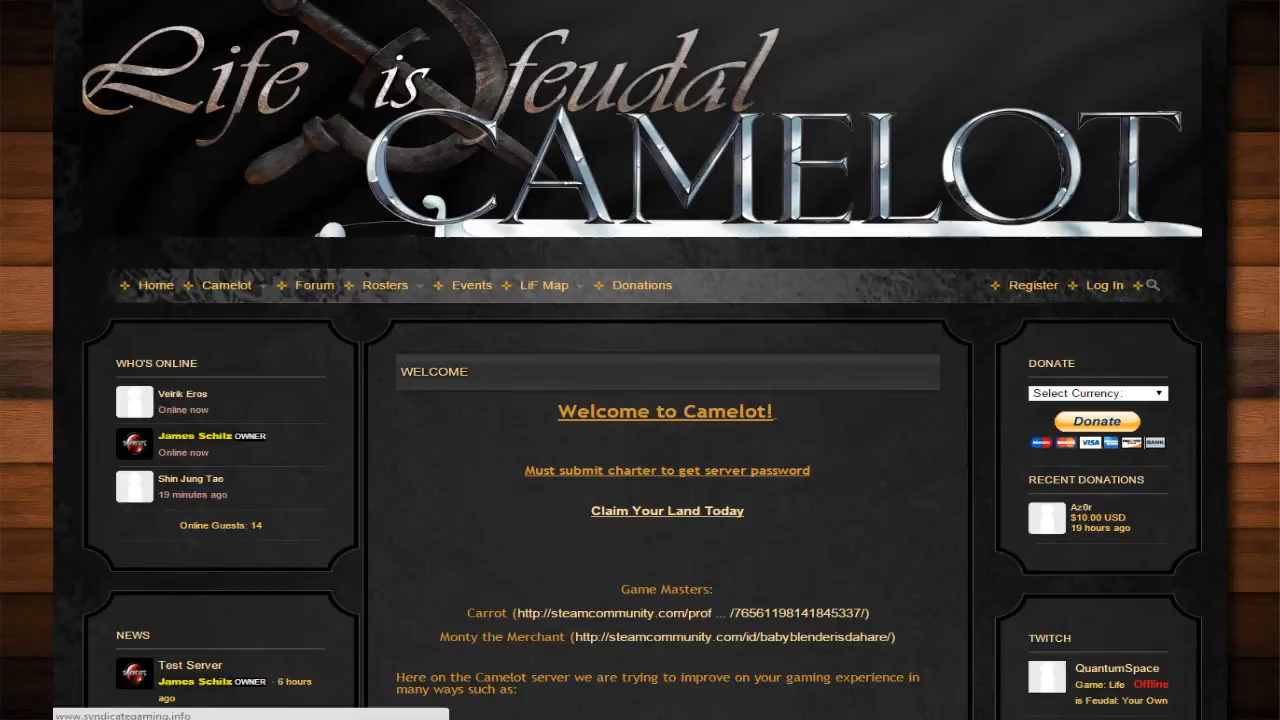 Life is feudal
CAMELOT
Home Camelot Forum Rosters Events LiF Map Donations Register Log In
WHO'S ONLINE
Velrik Eros
Online now
James Schilz OWNER
Online now
Shin Jung Tae
19 minutes ago
Online Guests: 14
NEWS
Test Server
James Schilz OWNER · 6 hours
ago
WELCOME
Welcome to Camelot!
Must submit charter to get server password
Claim Your Land Today
Game Masters:
Carrot (http://steamcommunity.com/prof ... /76561198141845337/)
Monty the Merchant (http://steamcommunity.com/id/babyblenderisdahare/)
Here on the Camelot server we are trying to improve on your gaming experience in
many ways such as:
DONATE
Select Currency:
Donate
VISA
BANK
RECENT DONATIONS
Az0r
$10.00 USD
19 hours ago
TWITCH
QuantumSpace
Game: Life Offline
is Feudal: Your Own
www.syndicategaming.info